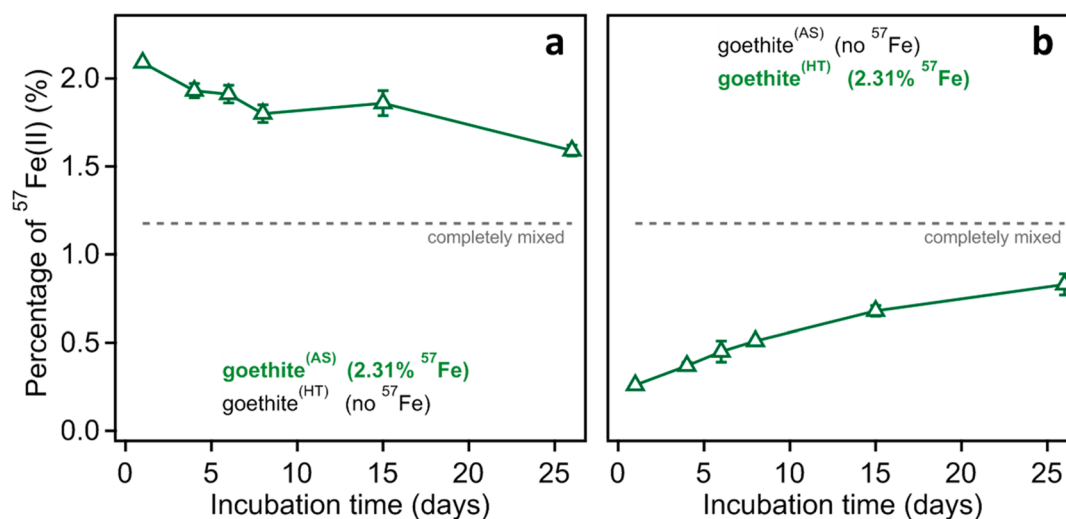 a
b
Percentage of ⁵⁷Fe(II) (%)
2.0
1.5
1.0
0.5
0.0
completely mixed
goethite(AS) (2.31% ⁵⁷Fe)
goethite(HT) (no ⁵⁷Fe)
0 5 10 15 20 25
Incubation time (days)
goethite(AS) (no ⁵⁷Fe)
goethite(HT) (2.31% ⁵⁷Fe)
completely mixed
0 5 10 15 20 25
Incubation time (days)